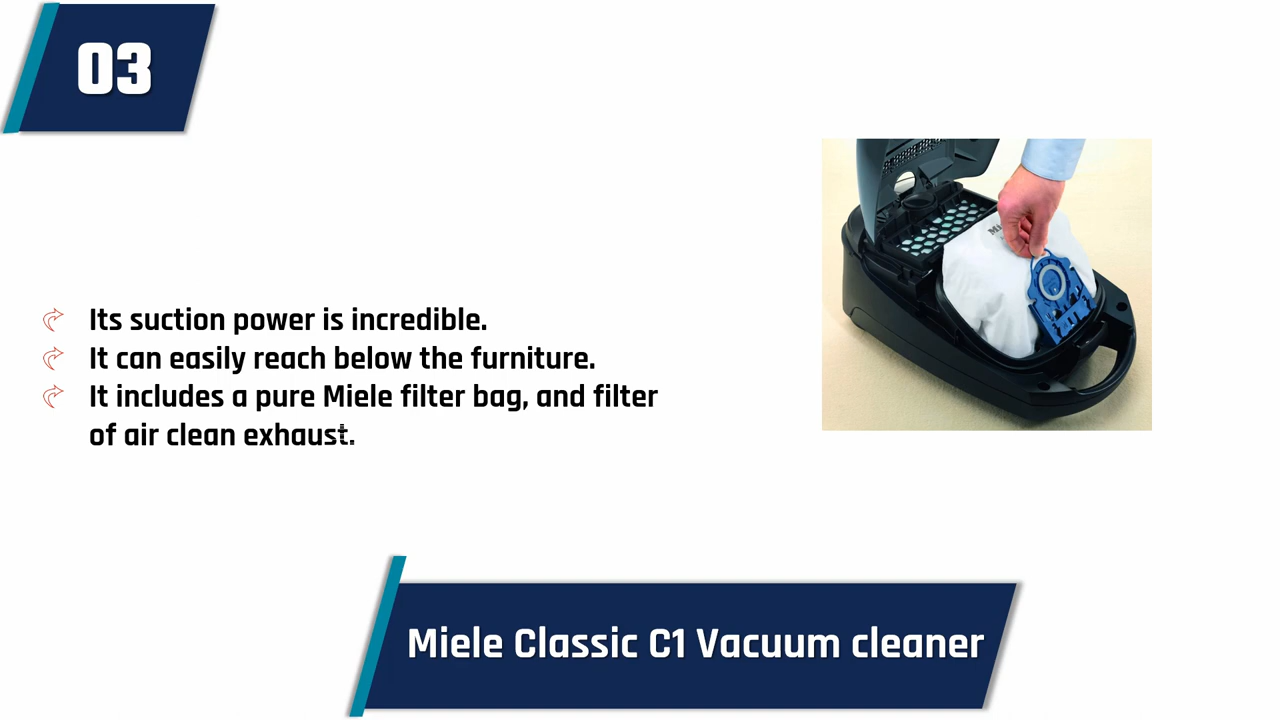 03
Its suction power is incredible.
It can easily reach below the furniture.
It includes a pure Miele filter bag, and filter
of air clean exhaust.
Miele Classic C1 Vacuum cleaner